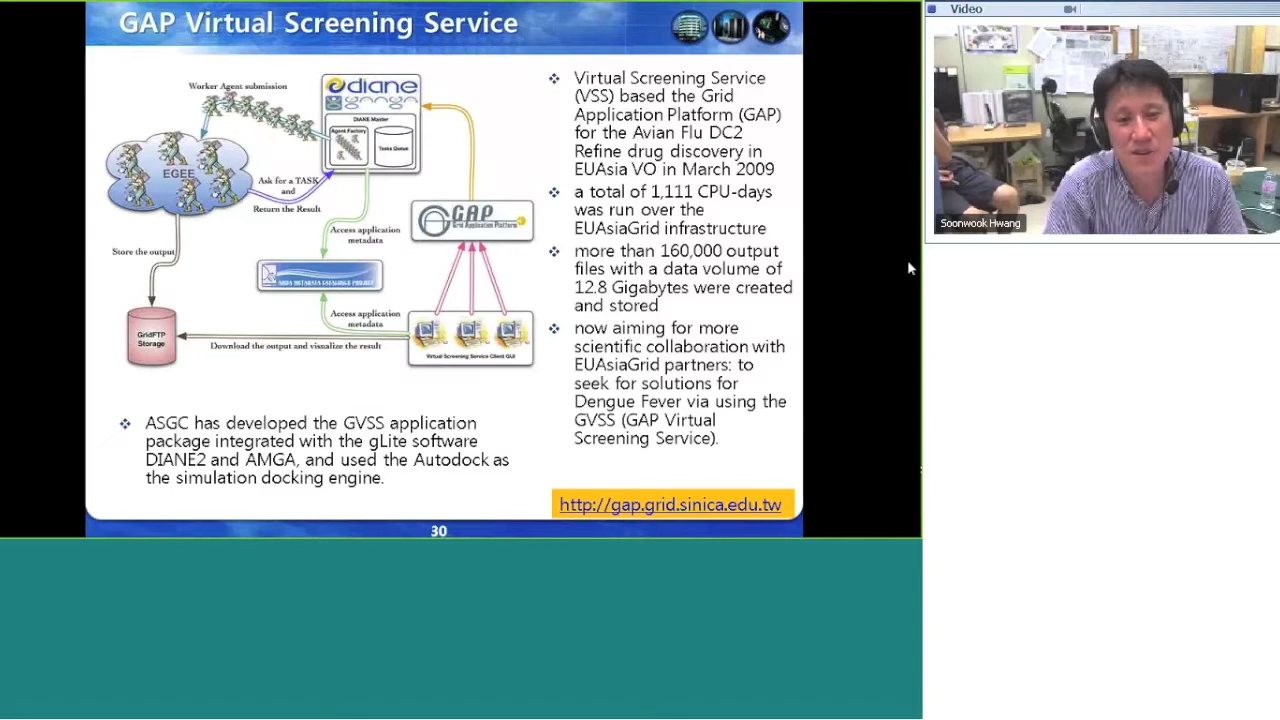 GAP Virtual Screening Service
Worker Agent submission
diane
ganga
DIANE Master
Agent Factory
Tasks Queue
EGEE
Ask for a TASK
and
Return the Result
Access application
metadata
GAP
Grid Application Platform
Store the output
Access application
metadata
GridFTP
Storage
Download the output and visualize the result
Virtual Screening Service Client GUI
❖ Virtual Screening Service
(VSS) based the Grid
Application Platform (GAP)
for the Avian Flu DC2
Refine drug discovery in
EUAsia VO in March 2009
❖ a total of 1,111 CPU-days
was run over the
EUAsiaGrid infrastructure
❖ more than 160,000 output
files with a data volume of
12.8 Gigabytes were created
and stored
❖ now aiming for more
scientific collaboration with
EUAsiaGrid partners: to
seek for solutions for
Dengue Fever via using the
GVSS (GAP Virtual
Screening Service).
❖ ASGC has developed the GVSS application
package integrated with the gLite software
DIANE2 and AMGA, and used the Autodock as
the simulation docking engine.
http://gap.grid.sinica.edu.tw
30
Video
Soonwook Hwang